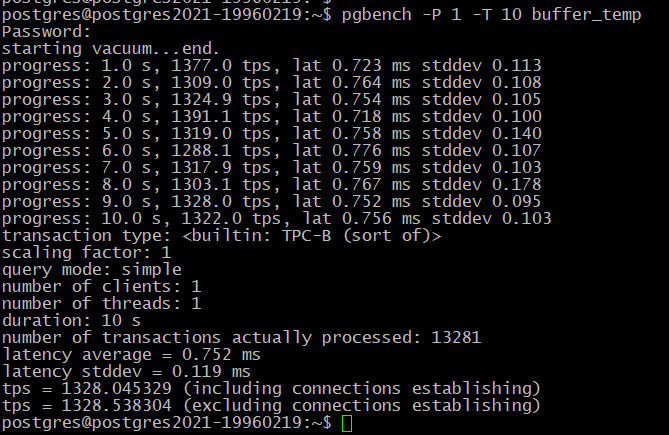 postgres@postgres2021-19960219:~$ pgbench -P 1 -T 10 buffer_temp
Password:
starting vacuum...end.
progress: 1.0 s, 1377.0 tps, lat 0.723 ms stddev 0.113
progress: 2.0 s, 1309.0 tps, lat 0.764 ms stddev 0.108
progress: 3.0 s, 1324.9 tps, lat 0.754 ms stddev 0.105
progress: 4.0 s, 1391.1 tps, lat 0.718 ms stddev 0.100
progress: 5.0 s, 1319.0 tps, lat 0.758 ms stddev 0.140
progress: 6.0 s, 1288.1 tps, lat 0.776 ms stddev 0.107
progress: 7.0 s, 1317.9 tps, lat 0.759 ms stddev 0.103
progress: 8.0 s, 1303.1 tps, lat 0.767 ms stddev 0.178
progress: 9.0 s, 1328.0 tps, lat 0.752 ms stddev 0.095
progress: 10.0 s, 1322.0 tps, lat 0.756 ms stddev 0.103
transaction type: <builtin: TPC-B (sort of)>
scaling factor: 1
query mode: simple
number of clients: 1
number of threads: 1
duration: 10 s
number of transactions actually processed: 13281
latency average = 0.752 ms
latency stddev = 0.119 ms
tps = 1328.045329 (including connections establishing)
tps = 1328.538304 (excluding connections establishing)
postgres@postgres2021-19960219:~$